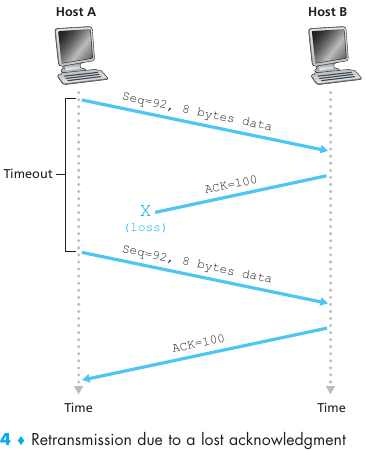 Host A
Host B
Seq=92, 8 bytes data
Timeout
ACK=100
X
(loss)
Seq=92, 8 bytes data
ACK=100
Time
Time
4 ♦ Retransmission due to a lost acknowledgment